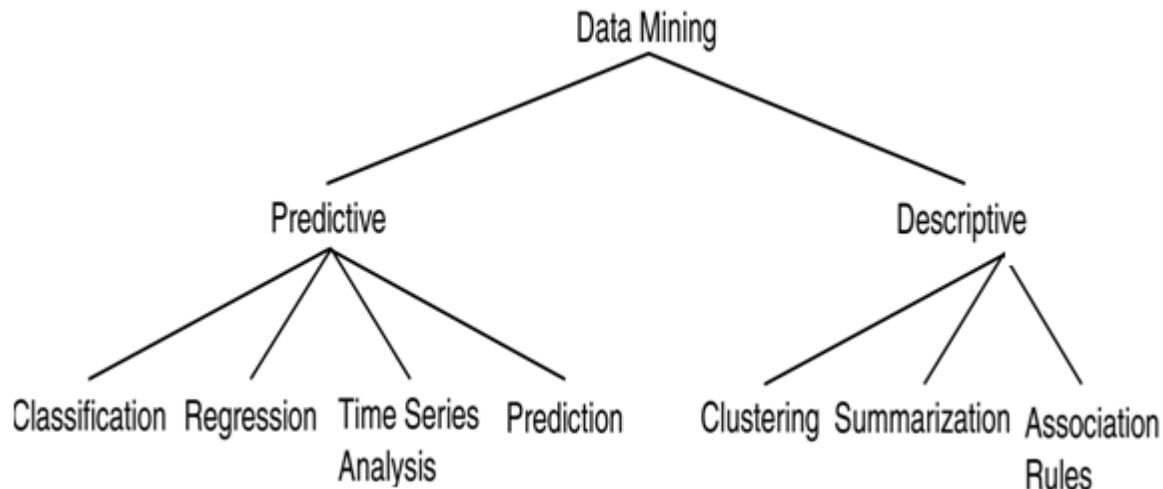 Data Mining
Predictive
Descriptive
Classification
Regression
Time Series
Analysis
Prediction
Clustering
Summarization
Association
Rules